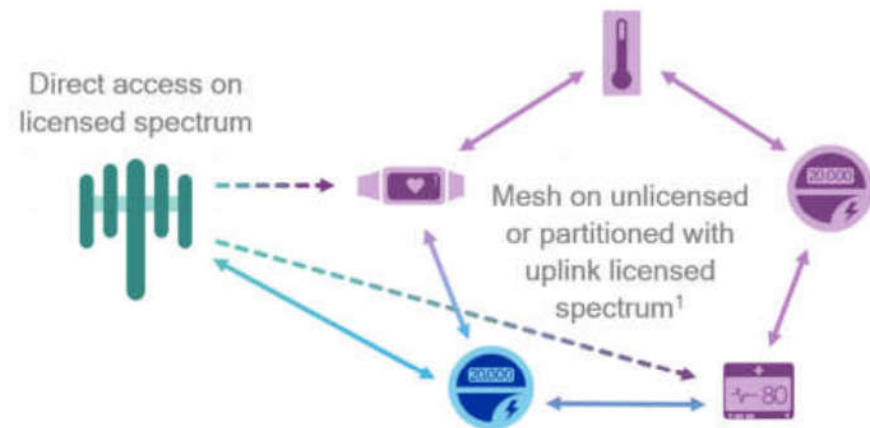 Direct access on
licensed spectrum
20.000
Mesh on unlicensed
or partitioned with
uplink licensed
spectrum¹
20.000
80